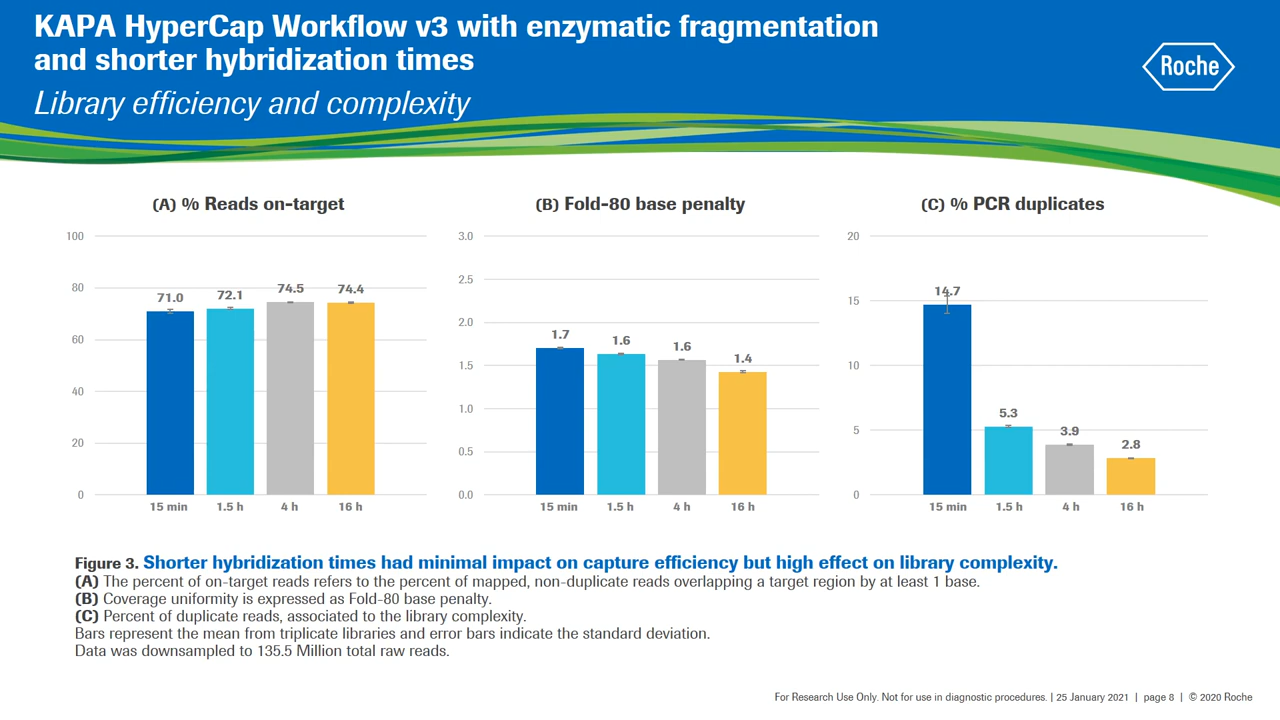 KAPA HyperCap Workflow v3 with enzymatic fragmentation
and shorter hybridization times
Library efficiency and complexity
Roche
(A) % Reads on-target
100
80
60
40
20
0
71.0
72.1
74.5
74.4
15 min
1.5 h
4 h
16 h
(B) Fold-80 base penalty
3.0
2.5
2.0
1.5
1.0
0.5
0.0
1.7
1.6
1.6
1.4
15 min
1.5 h
4 h
16 h
(C) % PCR duplicates
20
15
10
5
0
14.7
5.3
3.9
2.8
15 min
1.5 h
4 h
16 h
Figure 3. Shorter hybridization times had minimal impact on capture efficiency but high effect on library complexity.
(A) The percent of on-target reads refers to the percent of mapped, non-duplicate reads overlapping a target region by at least 1 base.
(B) Coverage uniformity is expressed as Fold-80 base penalty.
(C) Percent of duplicate reads, associated to the library complexity.
Bars represent the mean from triplicate libraries and error bars indicate the standard deviation.
Data was downsampled to 135.5 Million total raw reads.
For Research Use Only. Not for use in diagnostic procedures. | 25 January 2021 | page 8 | © 2020 Roche